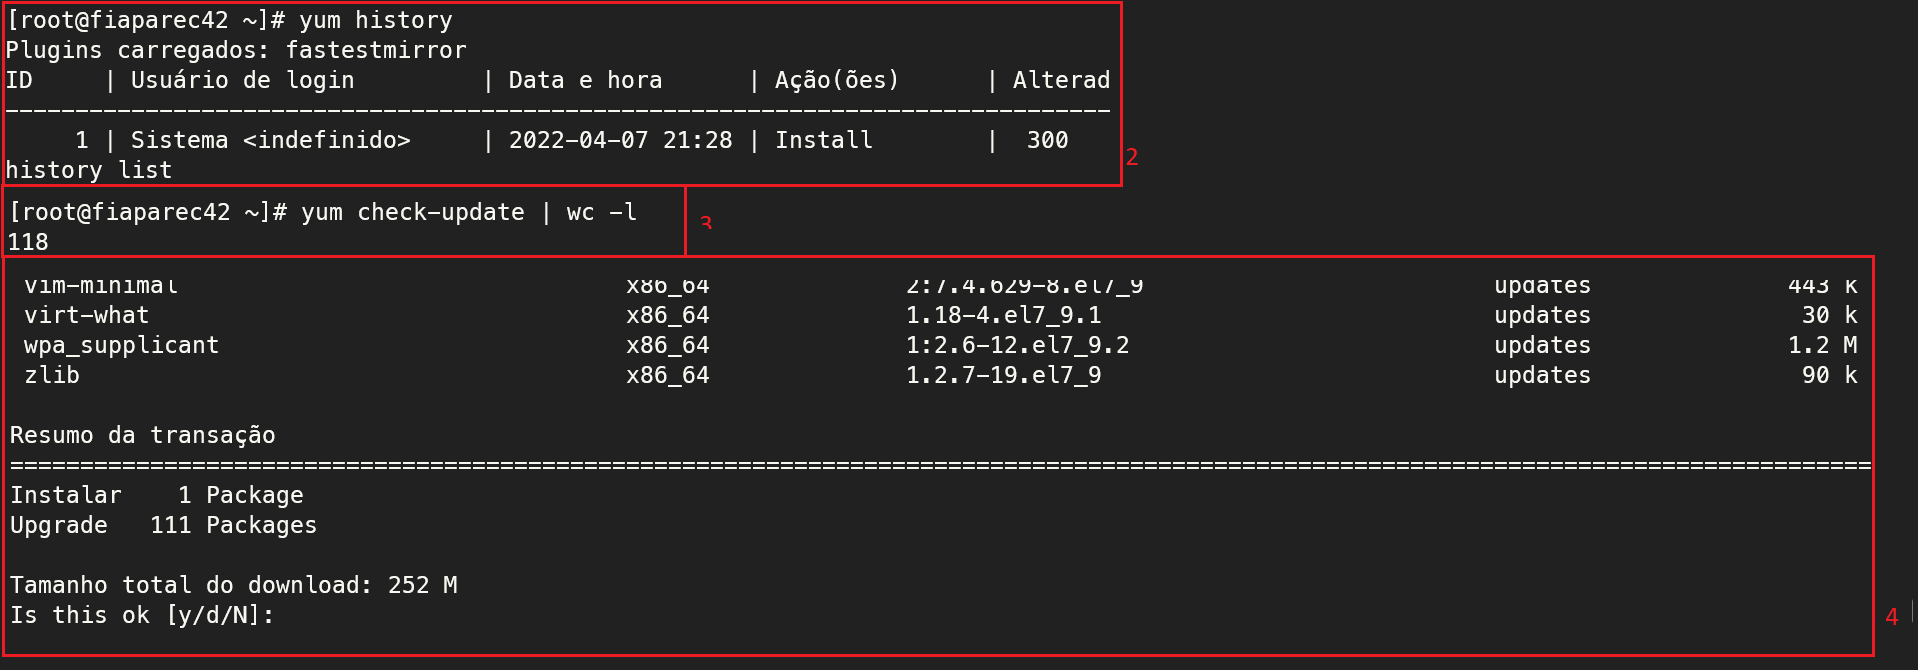 [root@fiaparec42 ~]# yum history
Plugins carregados: fastestmirror
ID     | Usuário de login         | Data e hora      | Ação(ões)      | Alterad
-------------------------------------------------------------------------------
     1 | Sistema <indefinido>     | 2022-04-07 21:28 | Install        |  300
history list
2
[root@fiaparec42 ~]# yum check-update | wc -l
118
3
vim-minimal x86_64 2:7.4.629-8.el7_9 updates 443 k
virt-what x86_64 1.18-4.el7_9.1 updates 30 k
wpa_supplicant x86_64 1:2.6-12.el7_9.2 updates 1.2 M
zlib x86_64 1.2.7-19.el7_9 updates 90 k
Resumo da transação
=====================================================================================================================================
Instalar    1 Package
Upgrade   111 Packages
Tamanho total do download: 252 M
Is this ok [y/d/N]:
4